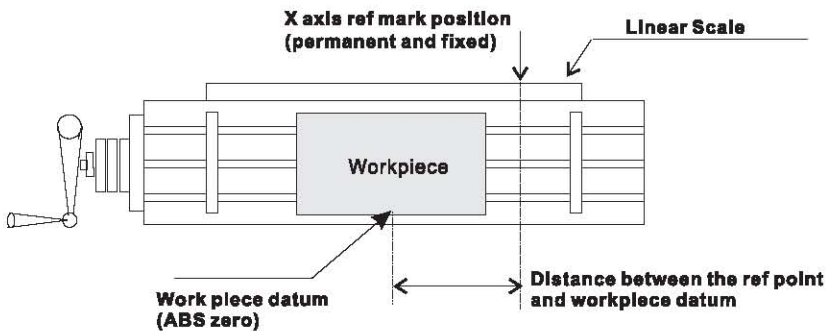 X axis ref mark position
(permanent and fixed)
Linear Scale
Workpiece
Work piece datum
(ABS zero)
Distance between the ref point
and workpiece datum